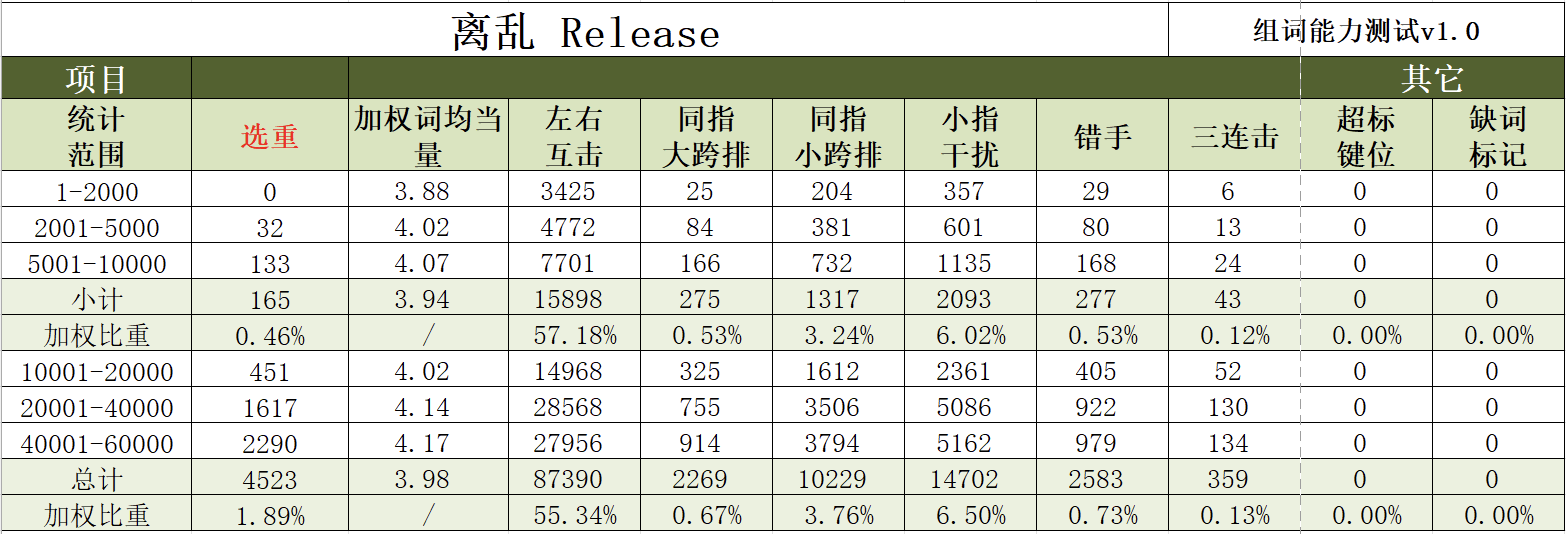 离乱 Release 组词能力测试v1.0
项目 其它
统计范围 选重 加权词均当量 左右互击 同指大跨排 同指小跨排 小指干扰 错手 三连击 超标键位 缺词标记
1-2000 0 3.88 3425 25 204 357 29 6 0 0
2001-5000 32 4.02 4772 84 381 601 80 13 0 0
5001-10000 133 4.07 7701 166 732 1135 168 24 0 0
小计 165 3.94 15898 275 1317 2093 277 43 0 0
加权比重 0.46% / 57.18% 0.53% 3.24% 6.02% 0.53% 0.12% 0.00% 0.00%
10001-20000 451 4.02 14968 325 1612 2361 405 52 0 0
20001-40000 1617 4.14 28568 755 3506 5086 922 130 0 0
40001-60000 2290 4.17 27956 914 3794 5162 979 134 0 0
总计 4523 3.98 87390 2269 10229 14702 2583 359 0 0
加权比重 1.89% / 55.34% 0.67% 3.76% 6.50% 0.73% 0.13% 0.00% 0.00%